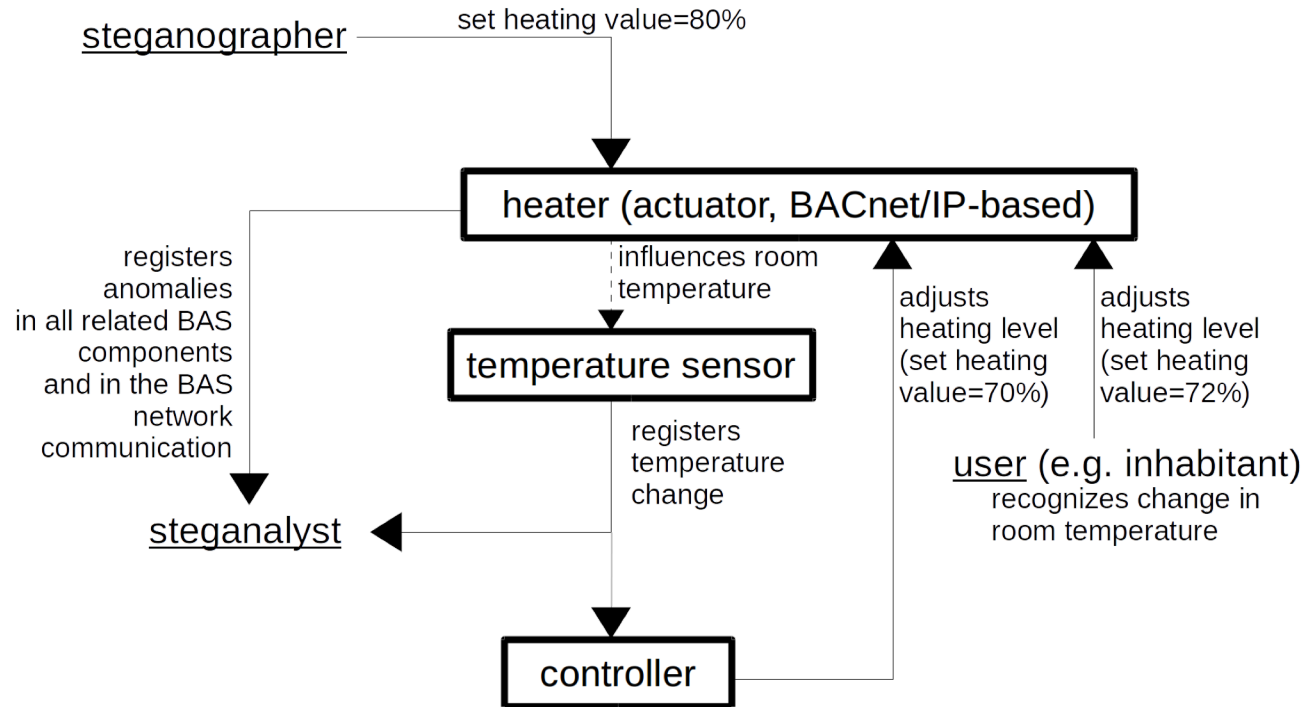 set heating value=80%
steganographer
heater (actuator, BACnet/IP-based)
registers
anomalies
in all related BAS
components
and in the BAS
network
communication
influences room
temperature
adjusts
heating level
(set heating
value=70%)
adjusts
heating level
(set heating
value=72%)
temperature sensor
registers
temperature
change
user (e.g. inhabitant)
recognizes change in
room temperature
steganalyst
controller